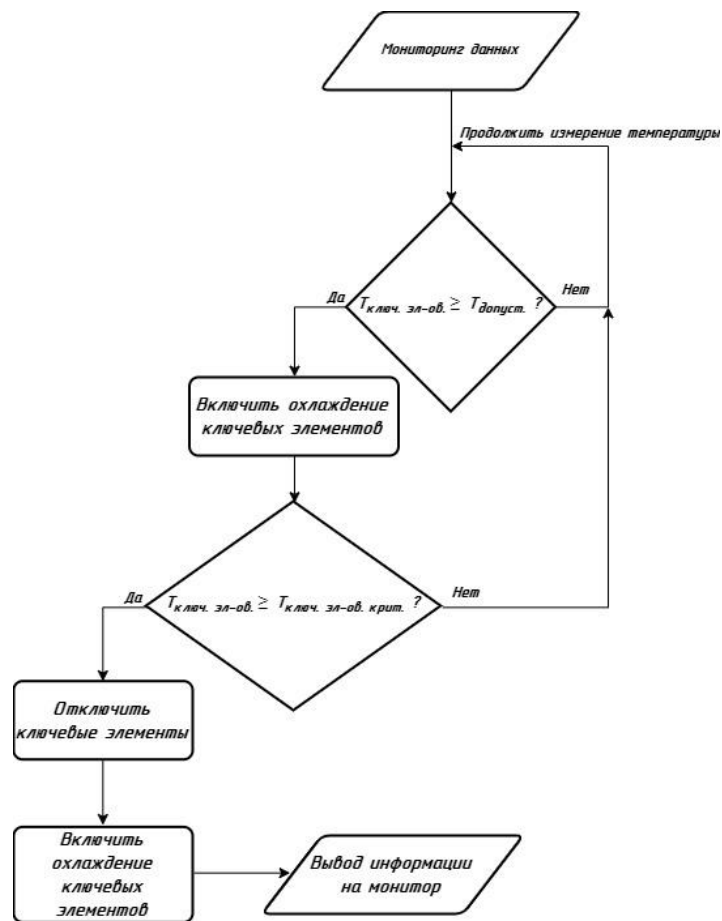 Мониторинг данных
Продолжить измерение температуры
Да
Tключ. эл-ов. ≥ Tдопуст. ?
Нет
Включить охлаждение
ключевых элементов
Да
Tключ. эл-ов. ≥ Tключ. эл-ов. крит. ?
Нет
Отключить
ключевые элементы
Включить
охлаждение
ключевых
элементов
Вывод информации
на монитор